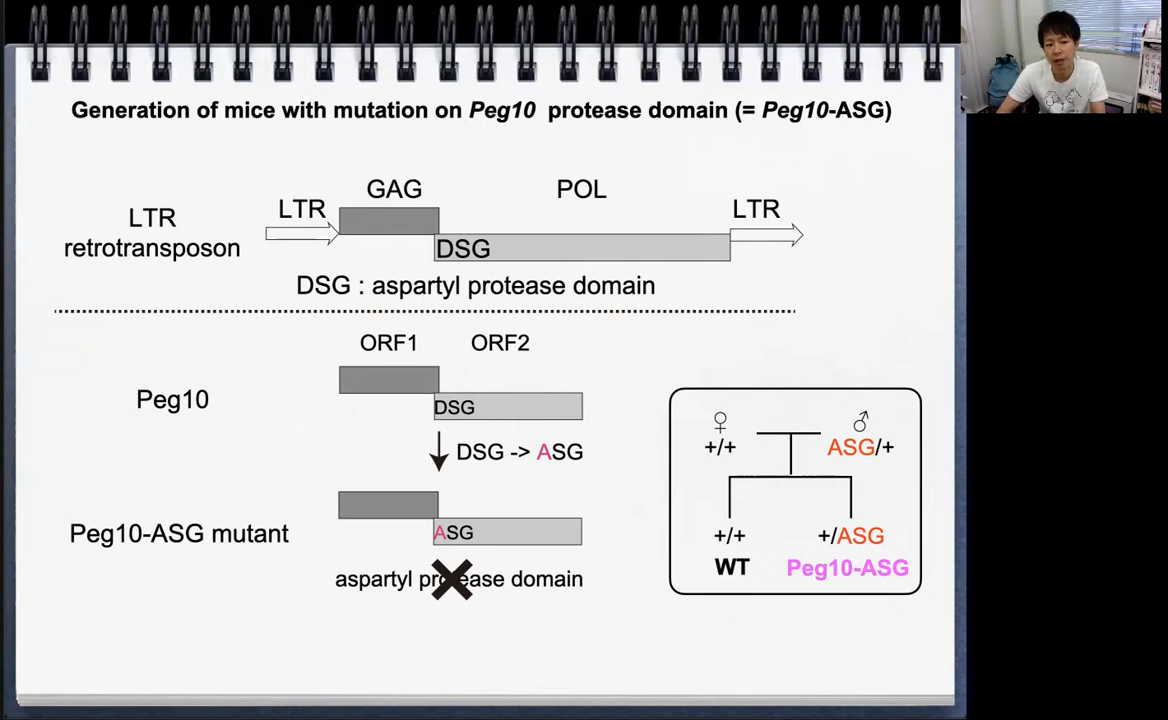 Generation of mice with mutation on Peg10 protease domain (= Peg10-ASG)
GAG
POL
LTR
LTR
LTR
retrotransposon
DSG
DSG : aspartyl protease domain
ORF1
ORF2
Peg10
DSG
DSG -> ASG
Peg10-ASG mutant
ASG
aspartyl protease domain
♀
♂
+/+
ASG/+
+/+
+/ASG
WT
Peg10-ASG